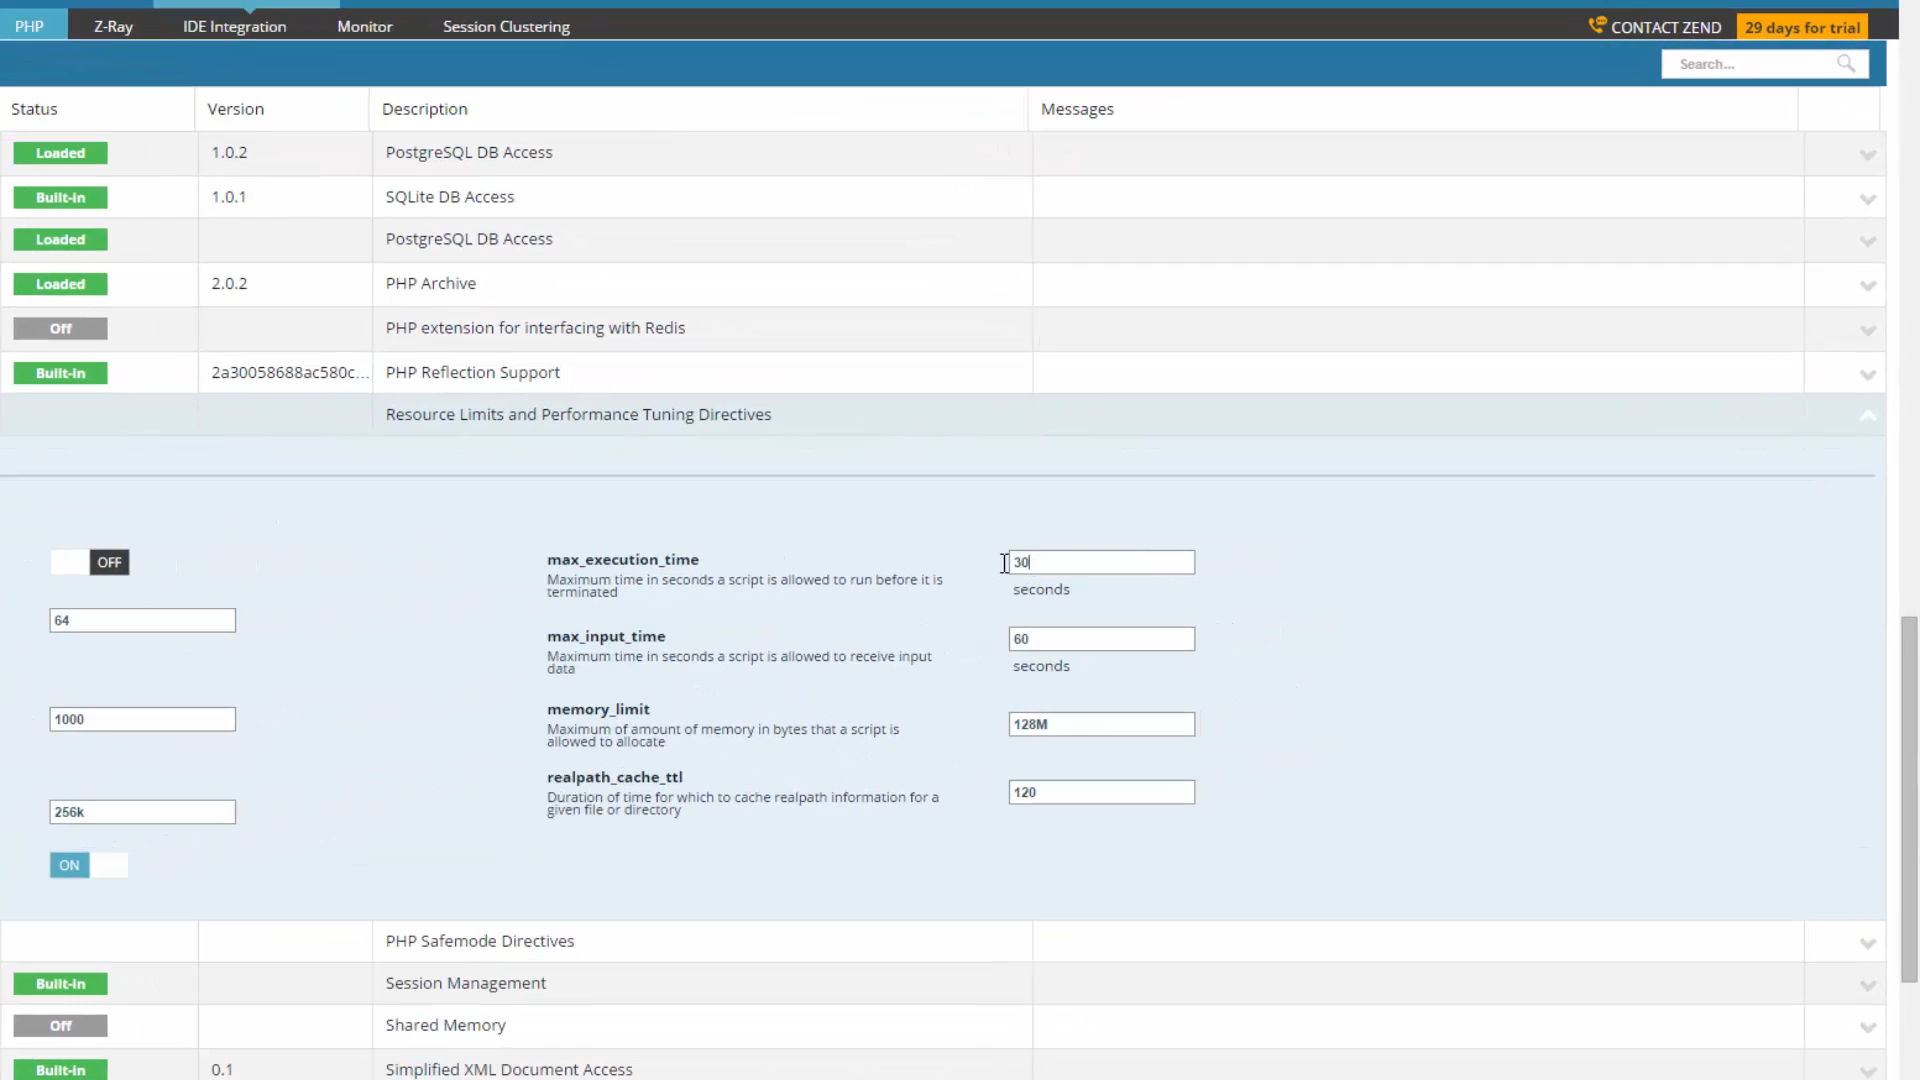 PHP Z-Ray IDE Integration Monitor Session Clustering CONTACT ZEND 29 days for trial
Search...
Status Version Description Messages
Loaded 1.0.2 PostgreSQL DB Access
Built-in 1.0.1 SQLite DB Access
Loaded PostgreSQL DB Access
Loaded 2.0.2 PHP Archive
Off PHP extension for interfacing with Redis
Built-in 2a30058688ac580c... PHP Reflection Support
Resource Limits and Performance Tuning Directives
OFF
64
1000
256k
ON
max_execution_time
Maximum time in seconds a script is allowed to run before it is
terminated
30
seconds
max_input_time
Maximum time in seconds a script is allowed to receive input
data
60
seconds
memory_limit
Maximum of amount of memory in bytes that a script is
allowed to allocate
128M
realpath_cache_ttl
Duration of time for which to cache realpath information for a
given file or directory
120
PHP Safemode Directives
Built-in Session Management
Off Shared Memory
Built-in 0.1 Simplified XML Document Access